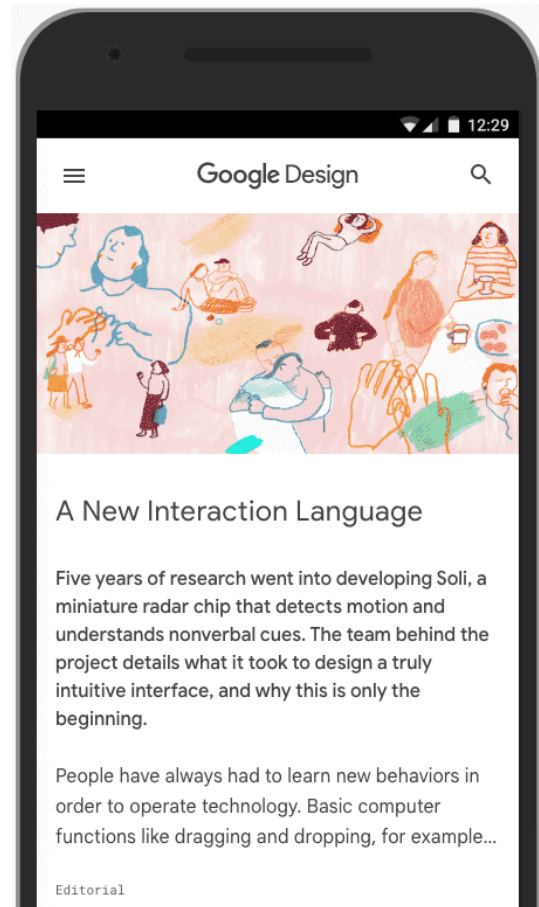 12:29
Google Design
A New Interaction Language
Five years of research went into developing Soli, a
miniature radar chip that detects motion and
understands nonverbal cues. The team behind the
project details what it took to design a truly
intuitive interface, and why this is only the
beginning.
People have always had to learn new behaviors in
order to operate technology. Basic computer
functions like dragging and dropping, for example...
Editorial